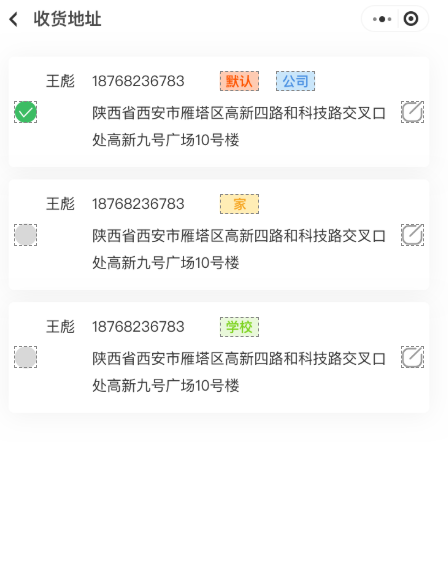 收货地址
王彪 18768236783 默认 公司
陕西省西安市雁塔区高新四路和科技路交叉口
处高新九号广场10号楼
王彪 18768236783 家
陕西省西安市雁塔区高新四路和科技路交叉口
处高新九号广场10号楼
王彪 18768236783 学校
陕西省西安市雁塔区高新四路和科技路交叉口
处高新九号广场10号楼